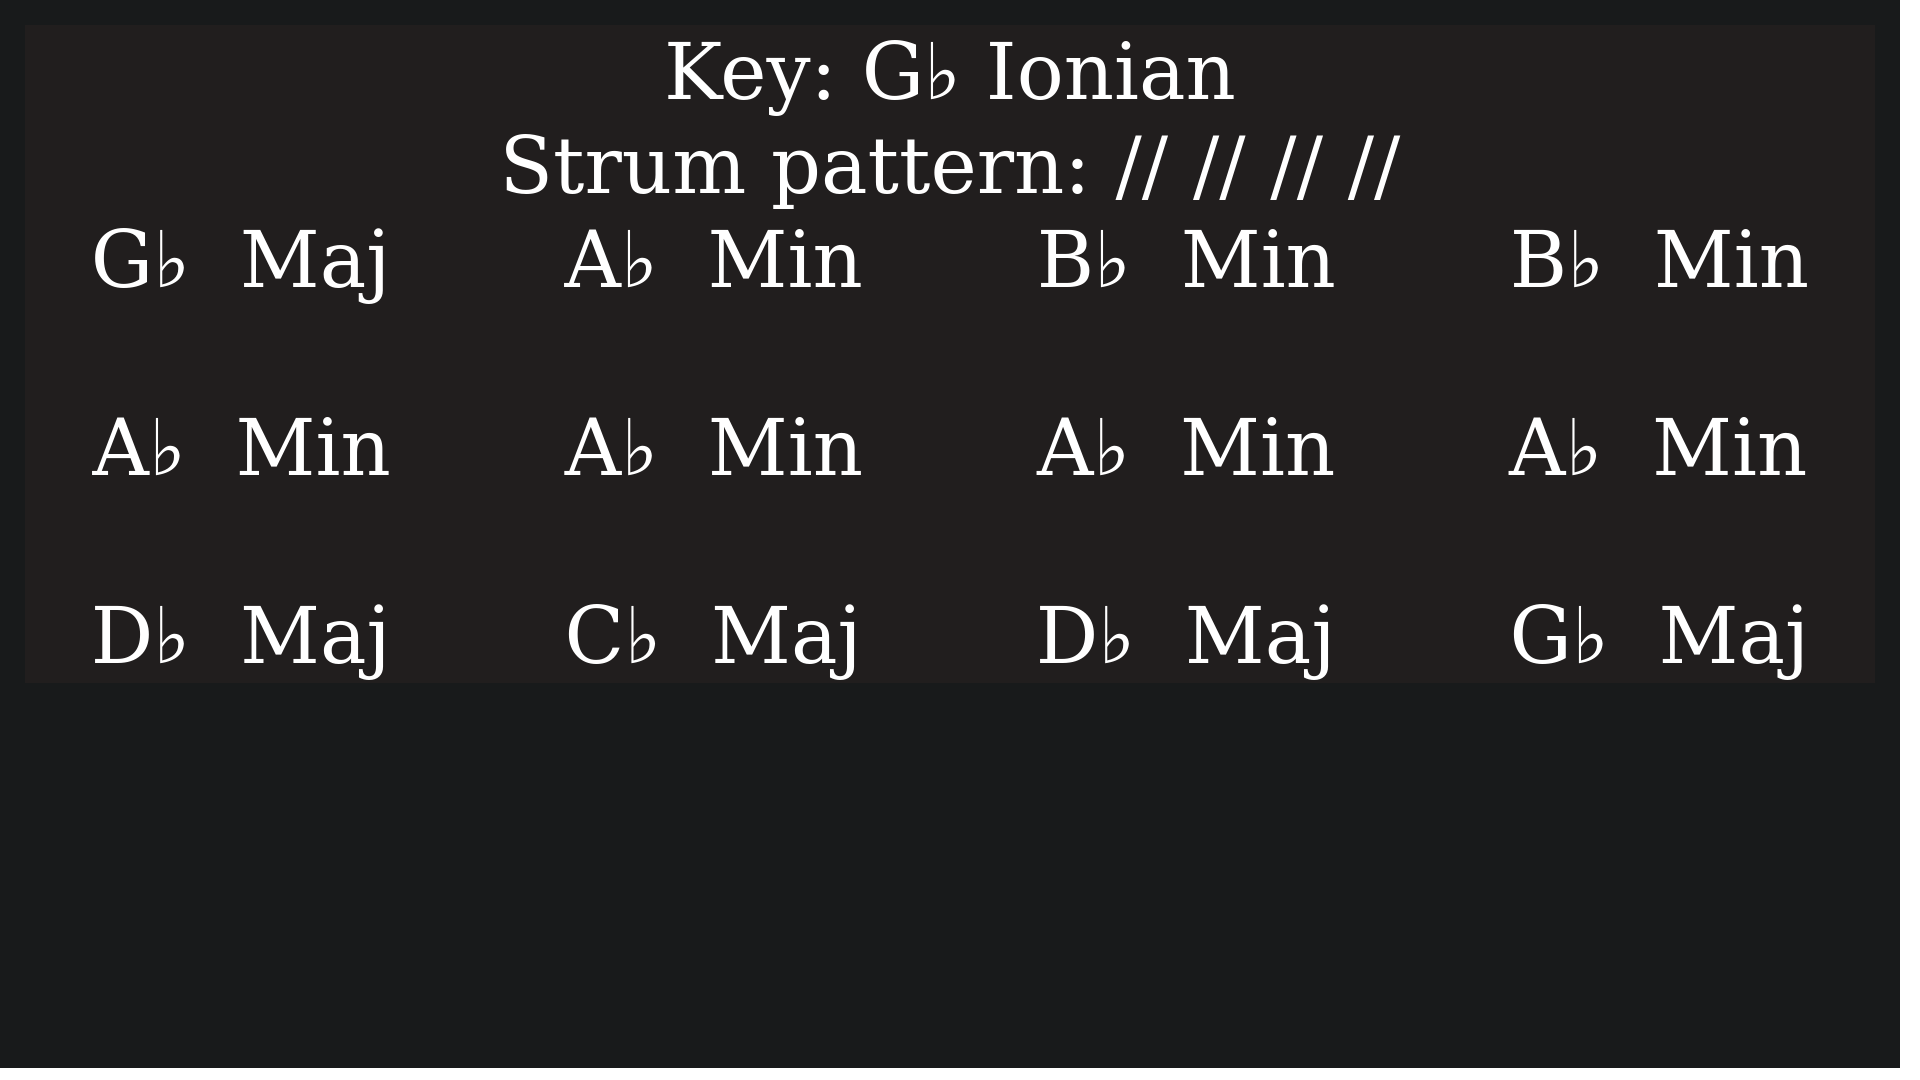 Key: G♭ Ionian
Strum pattern: // // // //
G♭ Maj A♭ Min B♭ Min B♭ Min
A♭ Min A♭ Min A♭ Min A♭ Min
D♭ Maj C♭ Maj D♭ Maj G♭ Maj